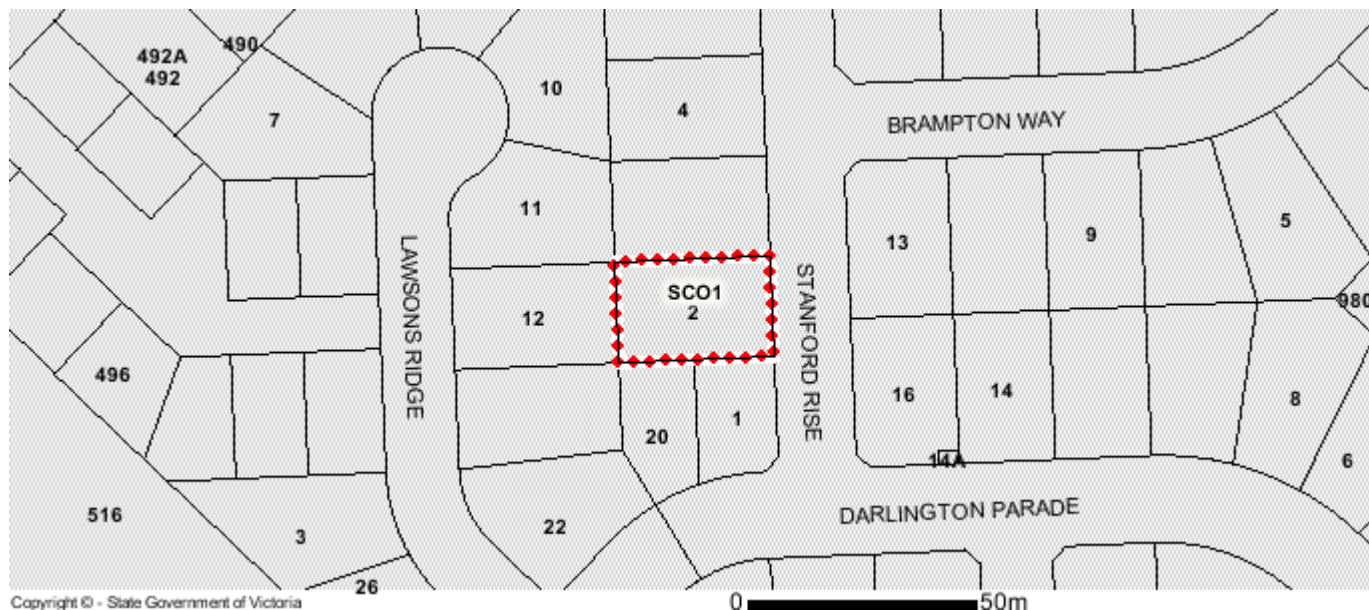 492A
490
492
7
10
4
BRAMPTON WAY
11
13
9
5
LAWSONS RIDGE
12
SCO1
2
STANFORD RISE
980
496
16
14
8
20
1
14A
6
516
3
22
DARLINGTON PARADE
26
Copyright © - State Government of Victoria
0
50m